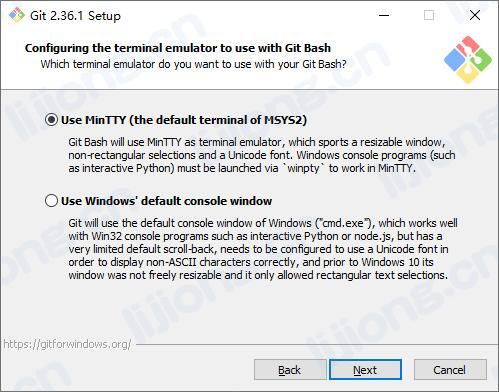 Git 2.36.1 Setup
Configuring the terminal emulator to use with Git Bash
Which terminal emulator do you want to use with your Git Bash?
Use MinTTY (the default terminal of MSYS2)
Git Bash will use MinTTY as terminal emulator, which sports a resizable window,
non-rectangular selections and a Unicode font. Windows console programs (such
as interactive Python) must be launched via `winpty` to work in MinTTY.
Use Windows' default console window
Git will use the default console window of Windows ("cmd.exe"), which works well
with Win32 console programs such as interactive Python or node.js, but has a
very limited default scroll-back, needs to be configured to use a Unicode font in
order to display non-ASCII characters correctly, and prior to Windows 10 its
window was not freely resizable and it only allowed rectangular text selections.
https://gitforwindows.org/
Back
Next
Cancel
lijiong.cn